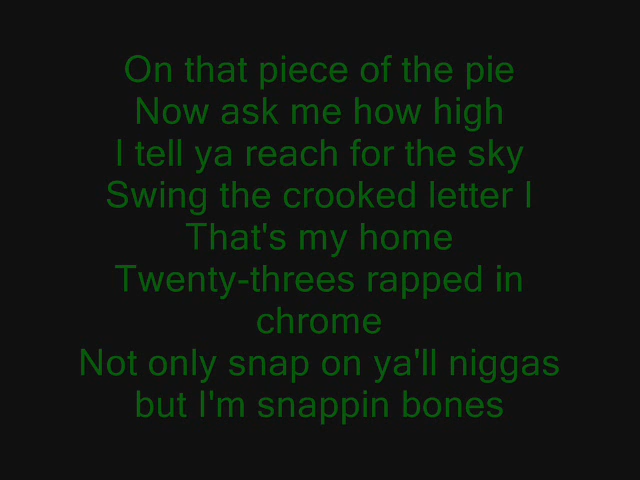 On that piece of the pie
Now ask me how high
I tell ya reach for the sky
Swing the crooked letter I
That's my home
Twenty-threes rapped in
chrome
Not only snap on ya'll niggas
but I'm snappin bones